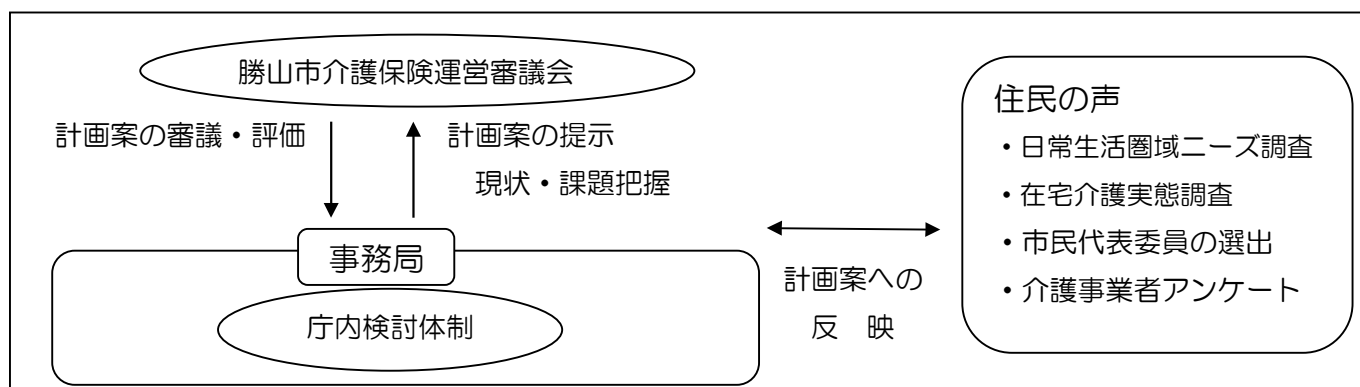 勝山市介護保険運営審議会
計画案の審議・評価
計画案の提示
現状・課題把握
事務局
庁内検討体制
計画案への
反 映
住民の声
・日常生活圏域ニーズ調査
・在宅介護実態調査
・市民代表委員の選出
・介護事業者アンケート